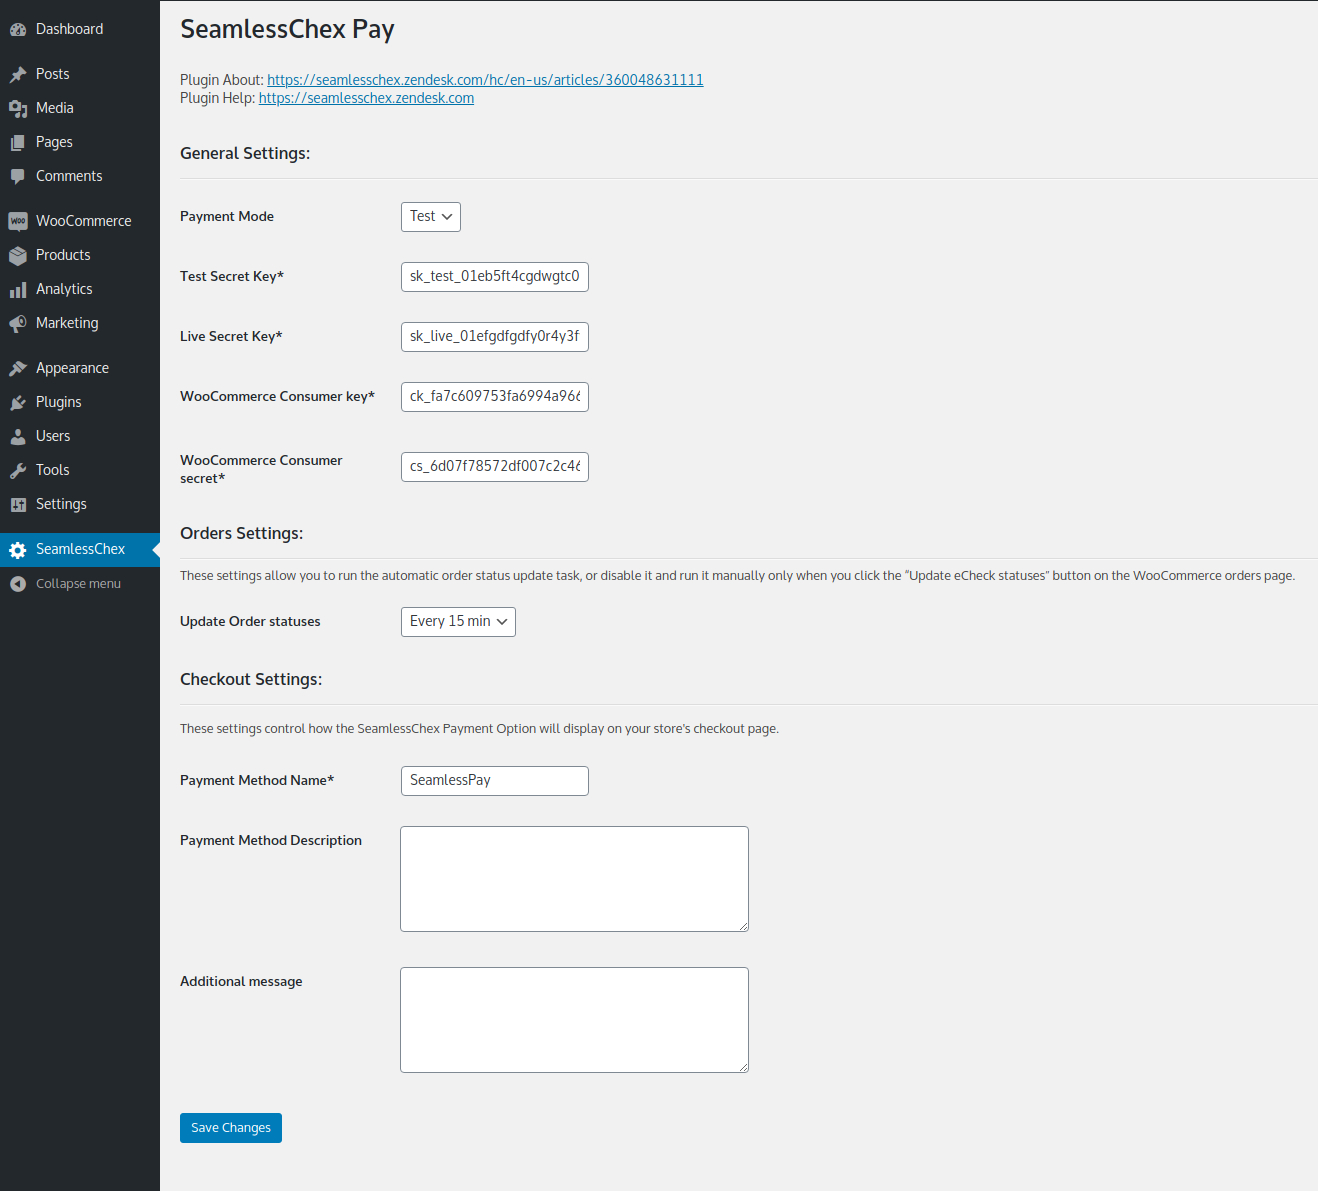 Dashboard
Posts
Media
Pages
Comments
WOO WooCommerce
Products
Analytics
Marketing
Appearance
Plugins
Users
Tools
Settings
SeamlessChex
Collapse menu
SeamlessChex Pay
Plugin About: https://seamlesschex.zendesk.com/hc/en-us/articles/360048631111
Plugin Help: https://seamlesschex.zendesk.com
General Settings:
Payment Mode
Test
Test Secret Key*
sk_test_01eb5ft4cgdwgtc0
Live Secret Key*
sk_live_01efgdfgdfy0r4y3f
WooCommerce Consumer key*
ck_fa7c609753fa6994a966
WooCommerce Consumer
secret*
cs_6d07f78572df007c2c46
Orders Settings:
These settings allow you to run the automatic order status update task, or disable it and run it manually only when you click the “Update eCheck statuses” button on the WooCommerce orders page.
Update Order statuses
Every 15 min
Checkout Settings:
These settings control how the SeamlessChex Payment Option will display on your store's checkout page.
Payment Method Name*
SeamlessPay
Payment Method Description
Additional message
Save Changes